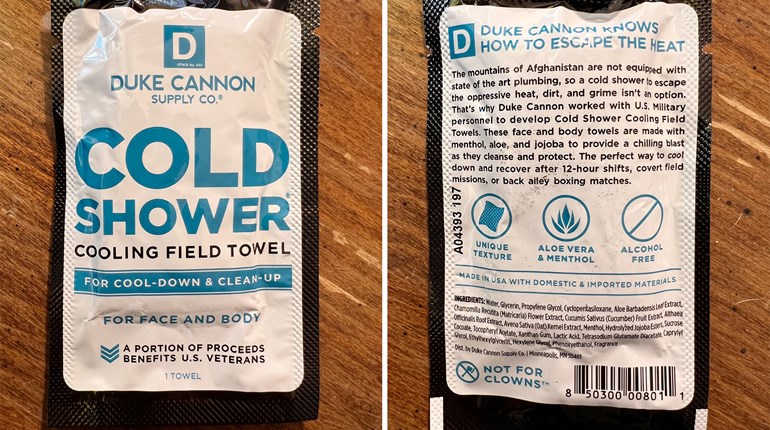 D
DUKE CANNON
SUPPLY CO.®
COLD
SHOWER
COOLING FIELD TOWEL
FOR COOL-DOWN & CLEAN-UP
FOR FACE AND BODY
A PORTION OF PROCEEDS
BENEFITS U.S. VETERANS
1 TOWEL
D
DUKE CANNON KNOWS
HOW TO ESCAPE THE HEAT
The mountains of Afghanistan are not equipped with
state of the art plumbing, so a cold shower to escape
the oppressive heat, dirt, and grime isn't an option.
That's why Duke Cannon worked with U.S. Military
personnel to develop Cold Shower Cooling Field
Towels. These face and body towels are made with
menthol, aloe, and jojoba to provide a chilling blast
as they cleanse and protect. The perfect way to cool
down and recover after 12-hour shifts, covert field
missions, or back alley boxing matches.
A04393 197
UNIQUE
TEXTURE
ALOE VERA
& MENTHOL
ALCOHOL
FREE
MADE IN USA WITH DOMESTIC & IMPORTED MATERIALS
INGREDIENTS: Water, Glycerin, Propylene Glycol, Cyclopentasiloxane, Aloe Barbadensis Leaf Extract,
Chamomilla Recutita (Matricaria) Flower Extract, Cucumis Sativus (Cucumber) Fruit Extract, Althaea
Officinalis Root Extract, Avena Sativa (Oat) Kernel Extract, Menthol, Hydrolyzed Jojoba Esters, Sucrose
Cocoate, Tocopheryl Acetate, Xanthan Gum, Lactic Acid, Tetrasodium Glutamate Diacetate, Caprylyl
Glycol, Ethylhexylglycerin, Hexylene Glycol, Phenoxyethanol, Fragrance
Dist. by Duke Cannon Supply Co. | Minneapolis, MN 55401
NOT FOR
CLOWNS™
8 50300 00801 1